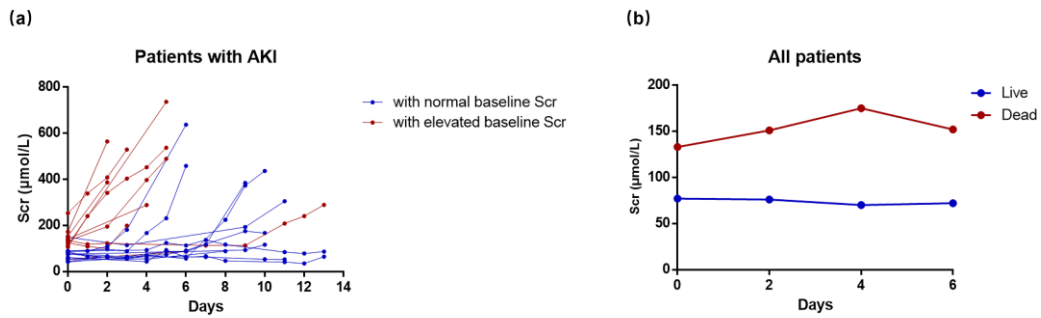 (a)
Patients with AKI
800
600
400
200
0
Scr (μmol/L)
0 2 4 6 8 10 12 14
Days
with normal baseline Scr
with elevated baseline Scr
(b)
All patients
200
150
100
50
0
Scr (μmol/L)
0 2 4 6
Days
Live
Dead